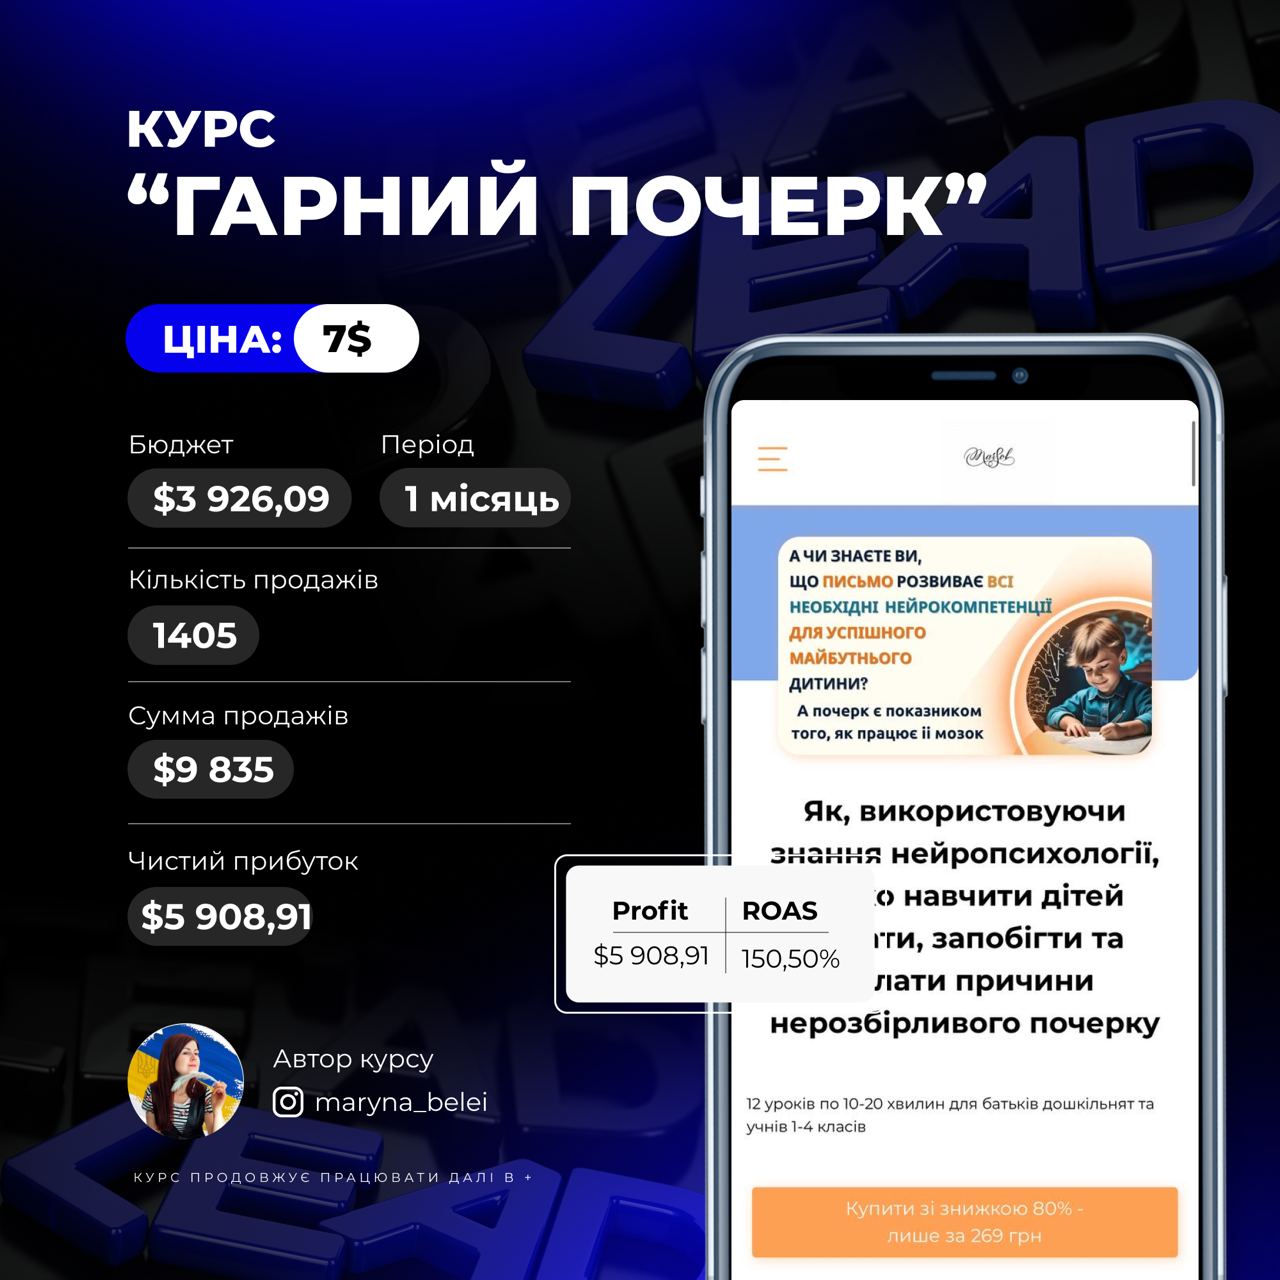 КУРС
“ГАРНИЙ ПОЧЕРК”
ЦІНА: 7$
Бюджет
$3 926,09
Період
1 місяць
Кількість продажів
1405
Сумма продажів
$9 835
Чистий прибуток
$5 908,91
Profit
ROAS
$5 908,91
150,50%
Автор курсу
maryna_belei
КУРС ПРОДОВЖУЄ ПРАЦЮВАТИ ДАЛІ В +
А ЧИ ЗНАЄТЕ ВИ,
ЩО ПИСЬМО РОЗВИВАЄ ВСІ
НЕОБХІДНІ НЕЙРОКОМПЕТЕНЦІЇ
ДЛЯ УСПІШНОГО
МАЙБУТНЬОГО
ДИТИНИ?
А почерк є показником
того, як працює її мозок
Як, використовуючи
знання нейропсихології,
навчити дітей
запобігти та
причини
нерозбірливого почерку
12 уроків по 10-20 хвилин для батьків дошкільнят та
учнів 1-4 класів
Купити зі знижкою 80% -
лише за 269 грн
LEAD
LEAD